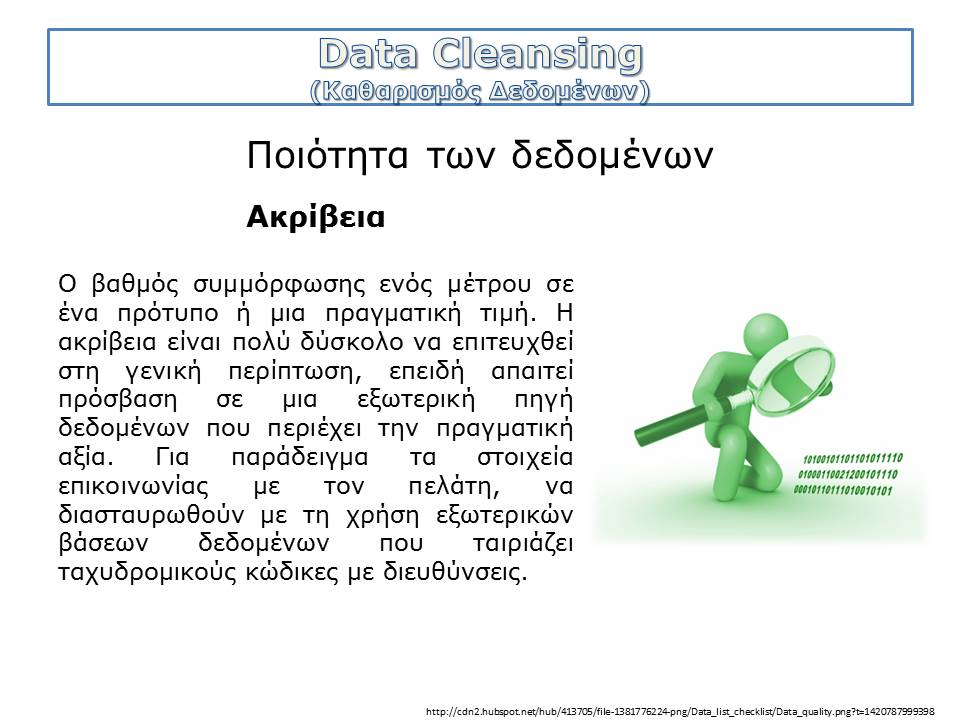 Data Cleansing
(Καθαρισμός Δεδομένων)
Ποιότητα των δεδομένων
Ακρίβεια
Ο βαθμός συμμόρφωσης ενός μέτρου σε
ένα πρότυπο ή μια πραγματική τιμή. Η
ακρίβεια είναι πολύ δύσκολο να επιτευχθεί
στη γενική περίπτωση, επειδή απαιτεί
πρόσβαση σε μια εξωτερική πηγή
δεδομένων που περιέχει την πραγματική
αξία. Για παράδειγμα τα στοιχεία
επικοινωνίας με τον πελάτη, να
διασταυρωθούν με τη χρήση εξωτερικών
βάσεων δεδομένων που ταιριάζει
ταχυδρομικούς κώδικες με διευθύνσεις.
10100101101101011110
01000110021200101110
00010110111010010101
http://cdn2.hubspot.net/hub/413705/file-1381776224-png/Data_list_checklist/Data_quality.png?t=1420787999398